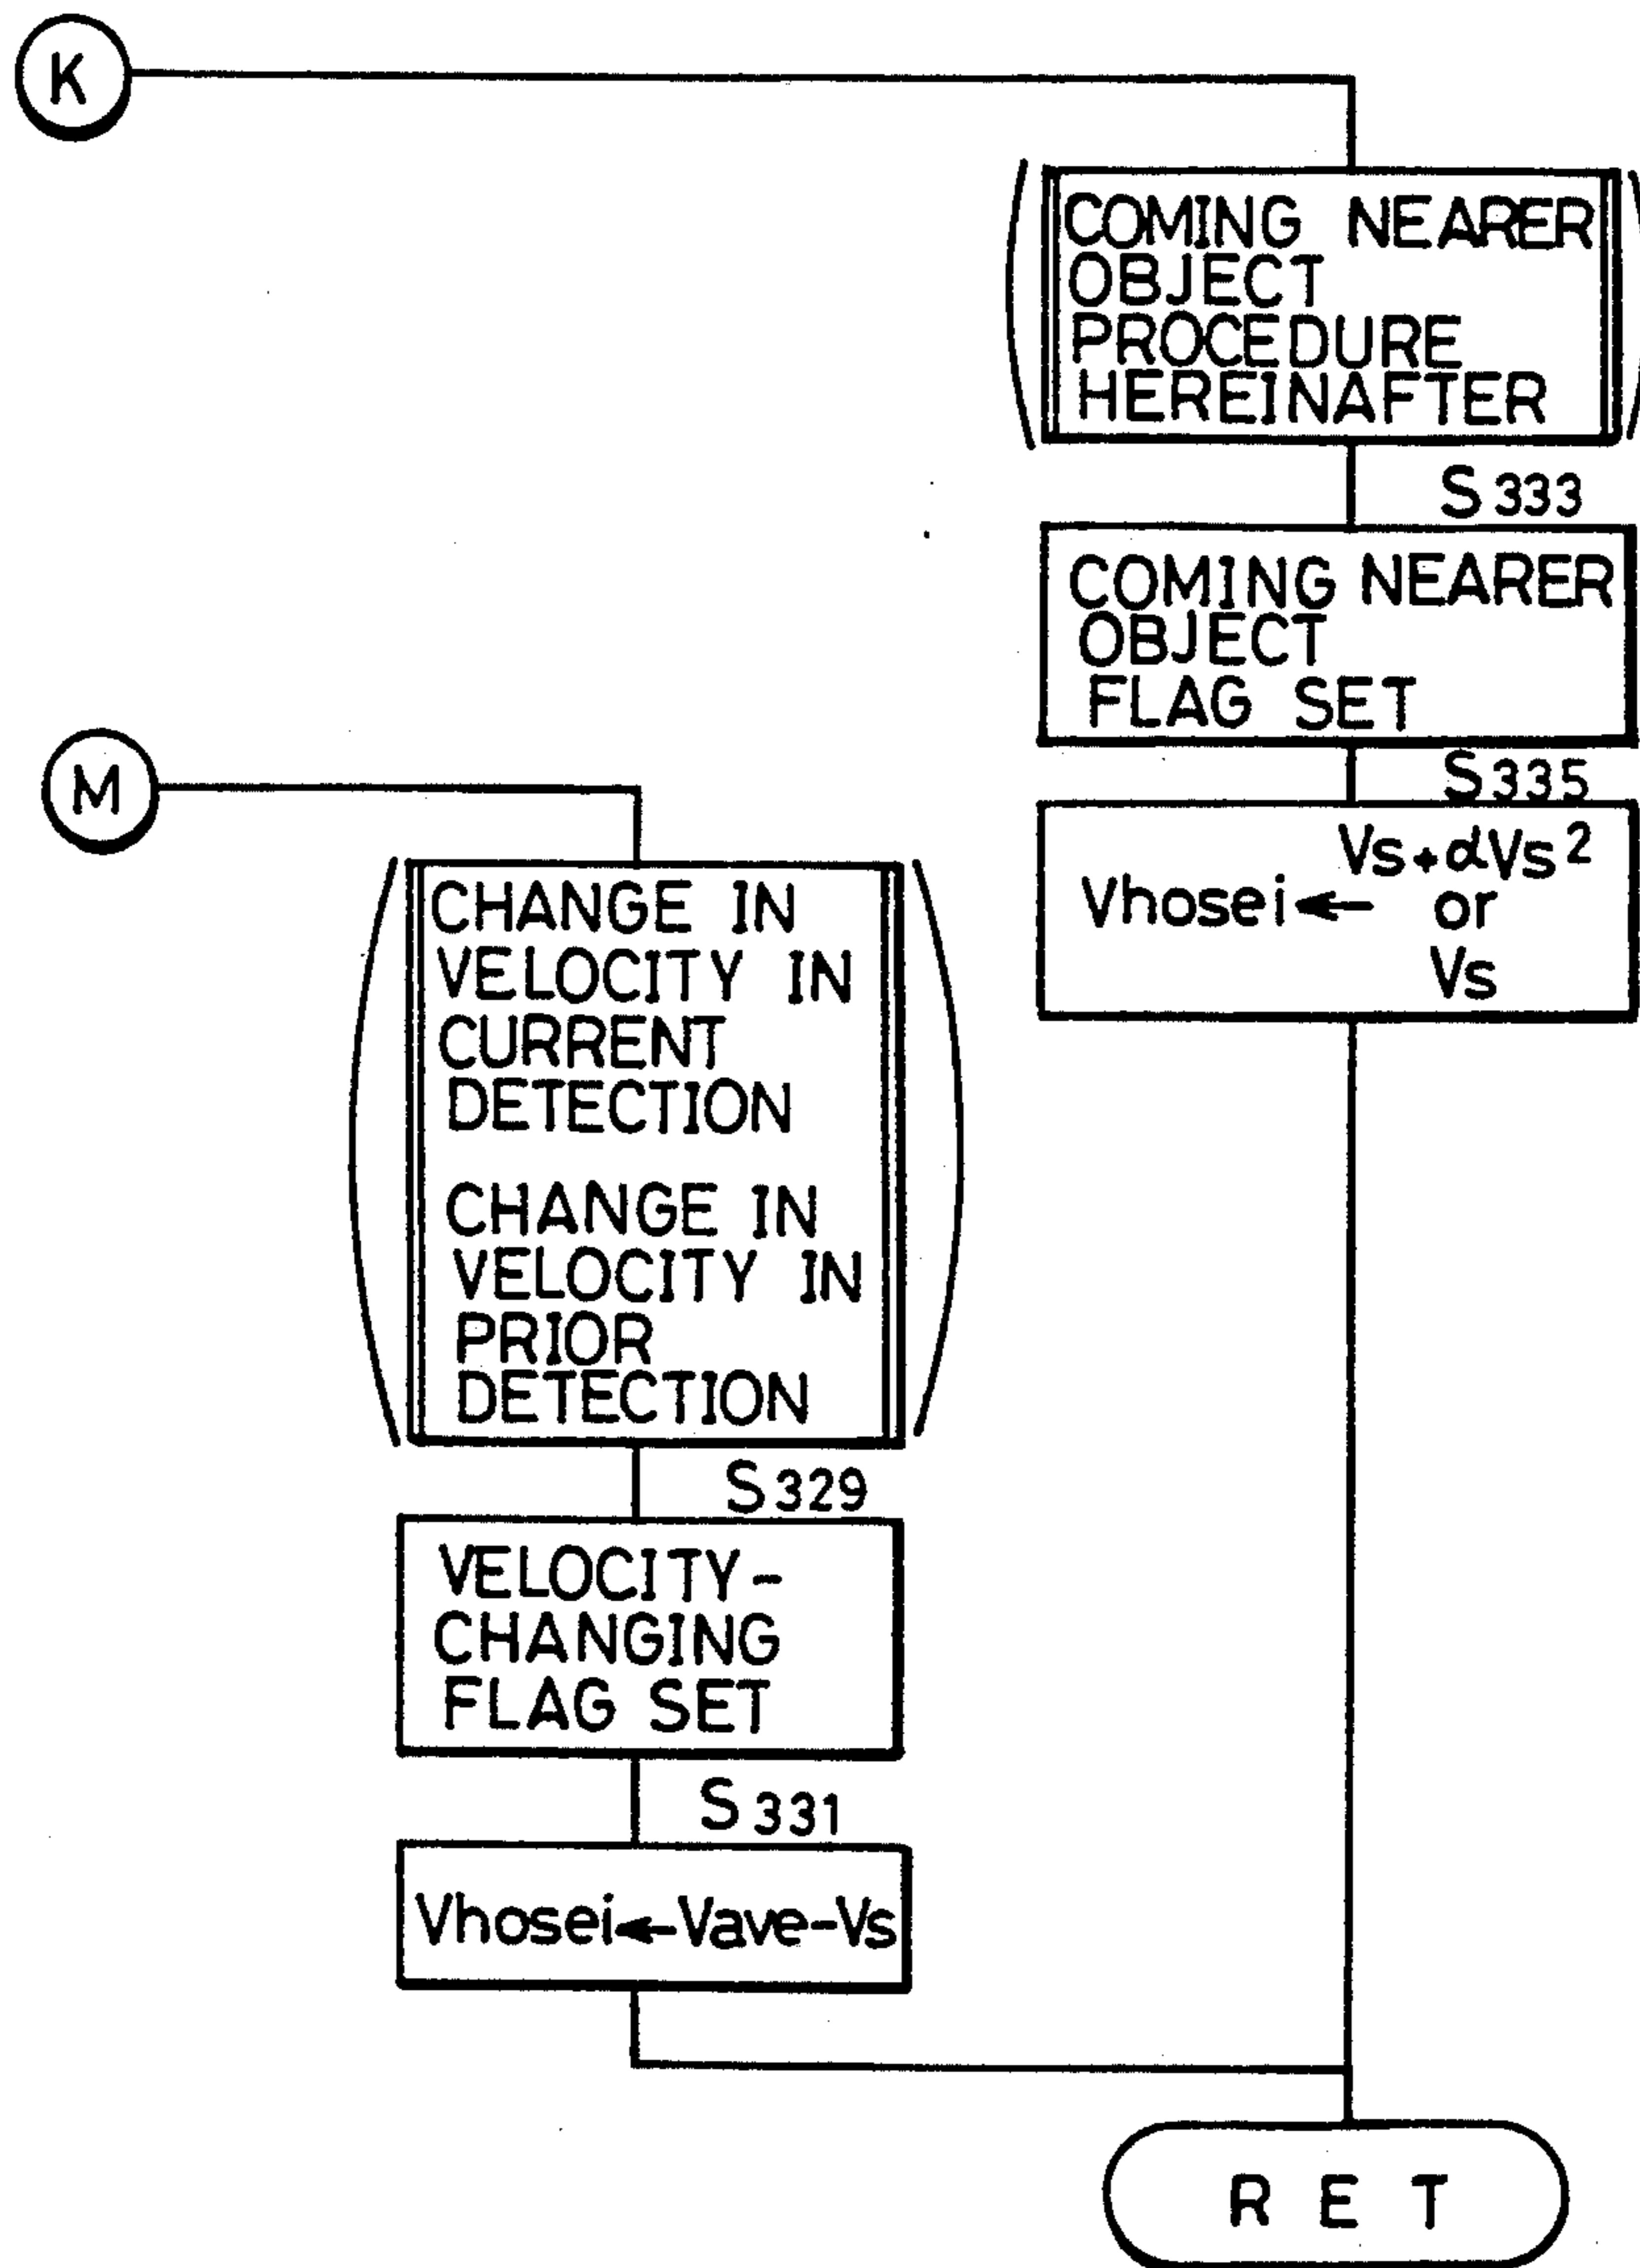 K
COMING NEARER
OBJECT
PROCEDURE
HEREINAFTER
S333
COMING NEARER
OBJECT
FLAG SET
S335
Vs+αVs²
Vhosei← or
Vs
M
CHANGE IN
VELOCITY IN
CURRENT
DETECTION
CHANGE IN
VELOCITY IN
PRIOR
DETECTION
S329
VELOCITY-
CHANGING
FLAG SET
S331
Vhosei←Vave-Vs
RET